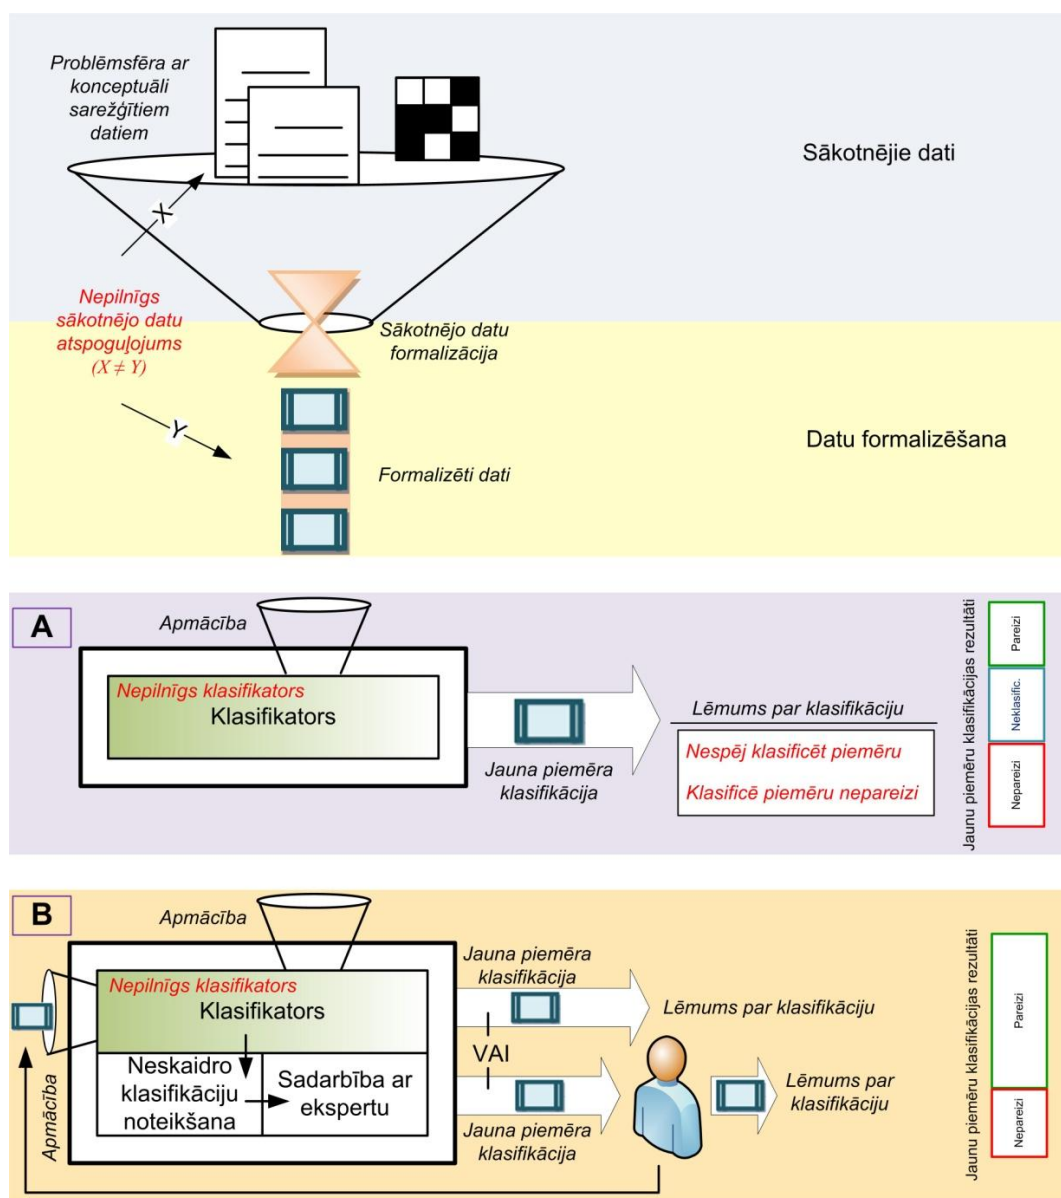 Problēmsfēra ar
konceptuāli
sarežģītiem
datiem
Sākotnējie dati
X
Nepilnīgs
sākotnējo datu
atspoguļojums
(X ≠ Y)
Sākotnējo datu
formalizācija
Y
Datu formalizēšana
Formalizēti dati
A
Apmācība
Nepilnīgs klasifikators
Klasifikators
Jauna piemēra
klasifikācija
Lēmums par klasifikāciju
Nespēj klasificēt piemēru
Klasificē piemēru nepareizi
Jaunu piemēru klasifikācijas rezultāti
Pareizi
Neklasific.
Nepareizi
B
Apmācība
Nepilnīgs klasifikators
Klasifikators
Neskaidro
klasifikāciju
noteikšana
Sadarbība ar
ekspertu
Apmācība
Jauna piemēra
klasifikācija
VAI
Jauna piemēra
klasifikācija
Lēmums par klasifikāciju
Lēmums par
klasifikāciju
Jaunu piemēru klasifikācijas rezultāti
Pareizi
Nepareizi